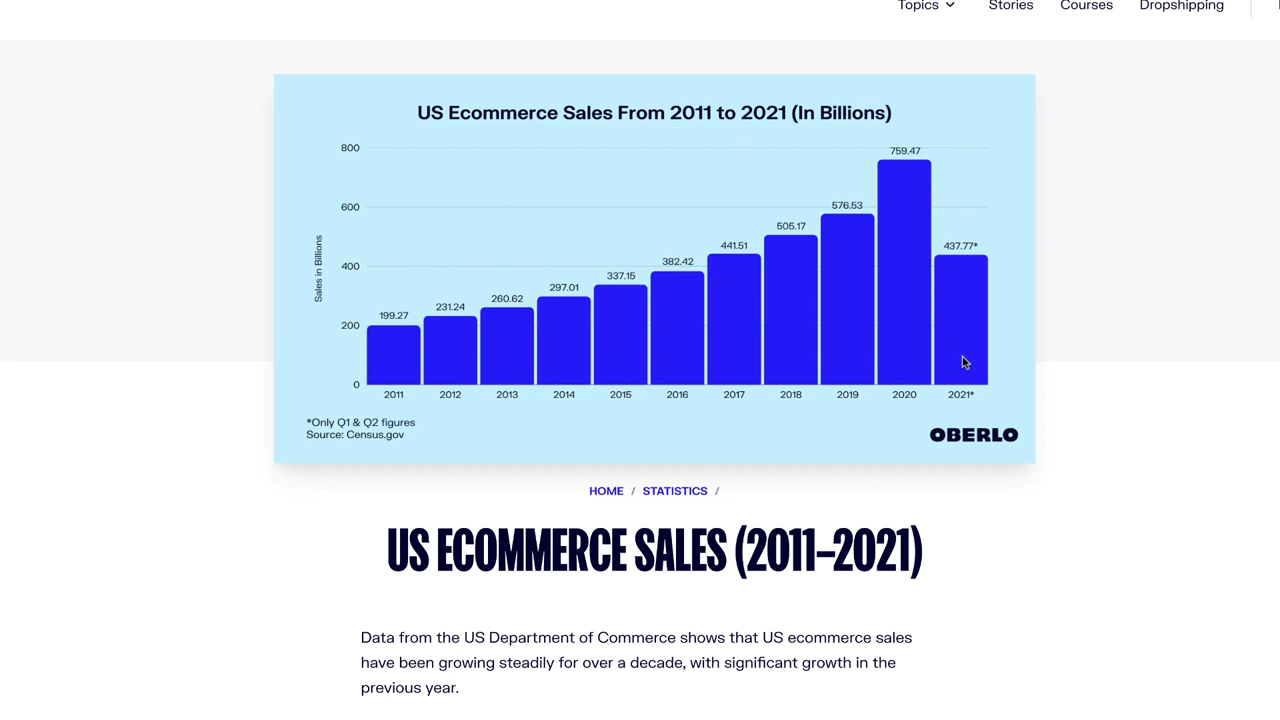 Topics
Stories
Courses
Dropshipping
US Ecommerce Sales From 2011 to 2021 (In Billions)
Sales in Billions
800
600
400
200
0
199.27
231.24
260.62
297.01
337.15
382.42
441.51
505.17
576.53
759.47
437.77*
2011
2012
2013
2014
2015
2016
2017
2018
2019
2020
2021*
*Only Q1 & Q2 figures
Source: Census.gov
OBERLO
HOME / STATISTICS /
US ECOMMERCE SALES (2011–2021)
Data from the US Department of Commerce shows that US ecommerce sales
have been growing steadily for over a decade, with significant growth in the
previous year.